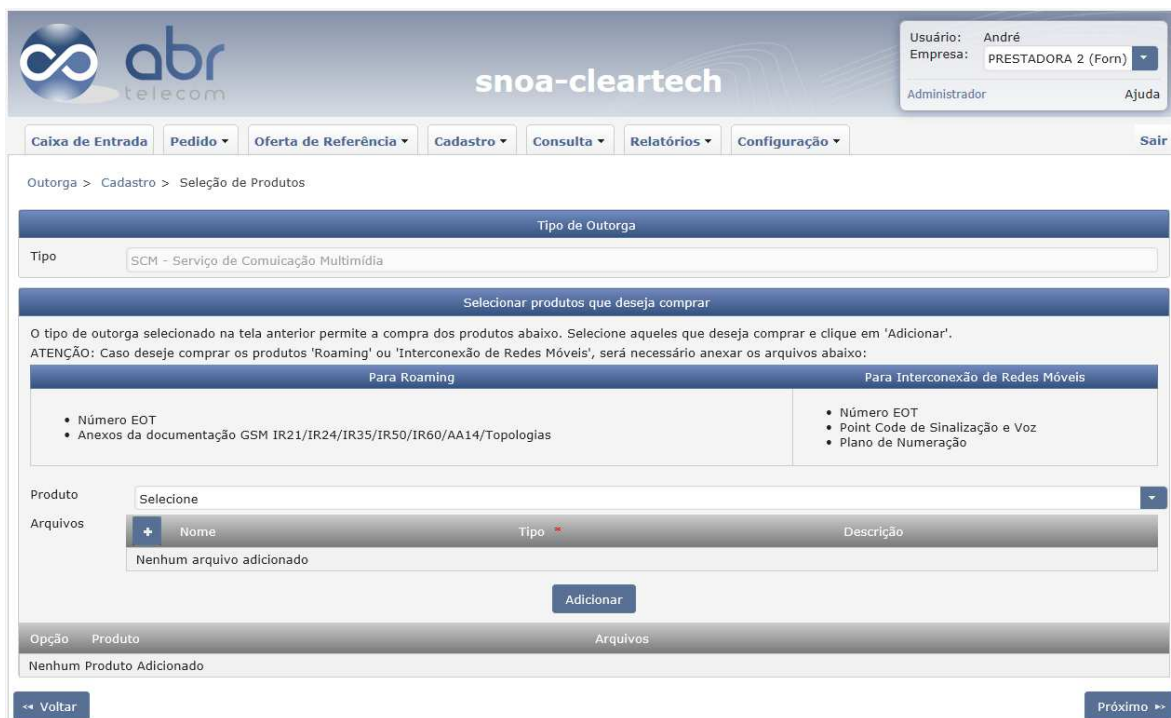 abr
telecom
snoa-cleartech
Usuário: André
Empresa: PRESTADORA 2 (Forn)
Administrador Ajuda
Caixa de Entrada Pedido Oferta de Referência Cadastro Consulta Relatórios Configuração Sair
Outorga > Cadastro > Seleção de Produtos
Tipo de Outorga
Tipo SCM - Serviço de Comuicação Multimídia
Selecionar produtos que deseja comprar
O tipo de outorga selecionado na tela anterior permite a compra dos produtos abaixo. Selecione aqueles que deseja comprar e clique em 'Adicionar'.
ATENÇÃO: Caso deseje comprar os produtos 'Roaming' ou 'Interconexão de Redes Móveis', será necessário anexar os arquivos abaixo:
Para Roaming Para Interconexão de Redes Móveis
• Número EOT
• Anexos da documentação GSM IR21/IR24/IR35/IR50/IR60/AA14/Topologias
• Número EOT
• Point Code de Sinalização e Voz
• Plano de Numeração
Produto Selecione
Arquivos + Nome Tipo * Descrição
Nenhum arquivo adicionado
Adicionar
Opção Produto Arquivos
Nenhum Produto Adicionado
Voltar Próximo